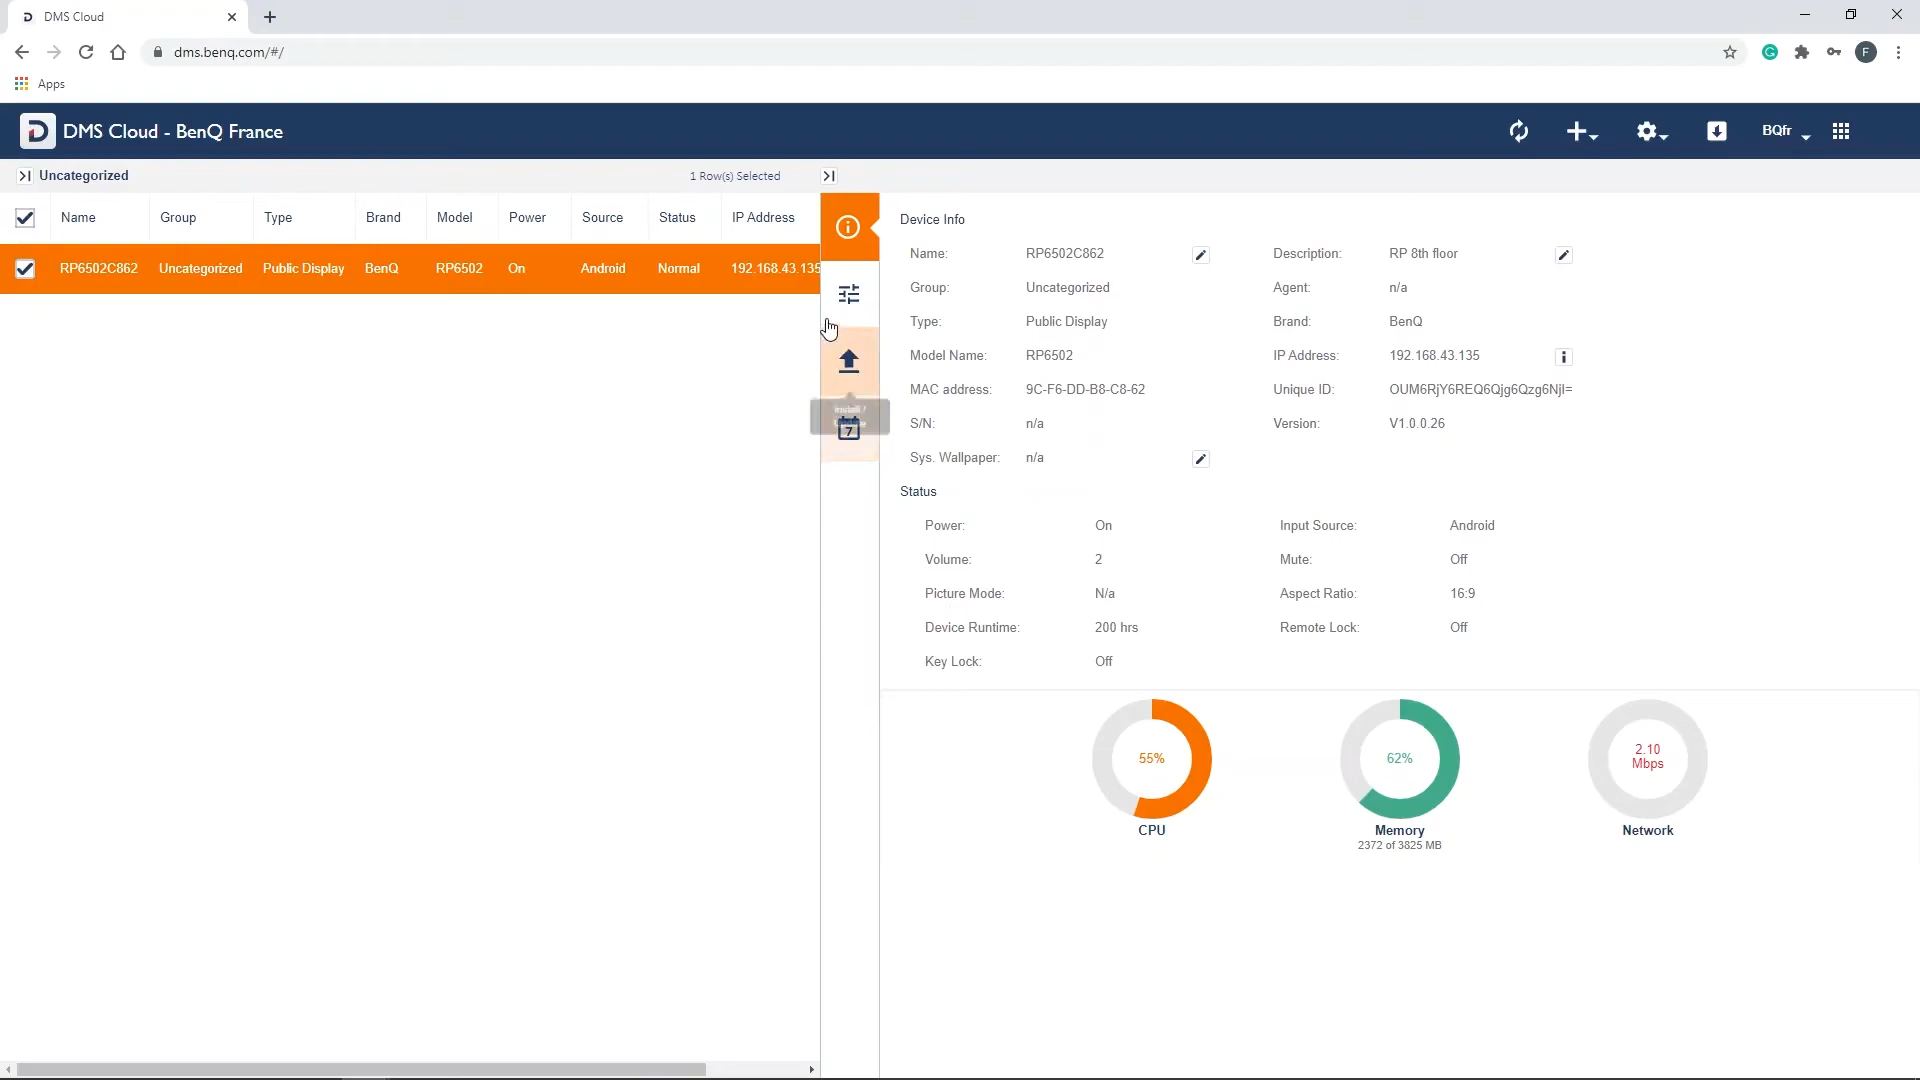 DMS Cloud
dms.benq.com/#/
Apps
DMS Cloud - BenQ France
BQfr
Uncategorized
1 Row(s) Selected
Name Group Type Brand Model Power Source Status IP Address
RP6502C862 Uncategorized Public Display BenQ RP6502 On Android Normal 192.168.43.135
Install /
7
Device Info
Name: RP6502C862 Description: RP 8th floor
Group: Uncategorized Agent: n/a
Type: Public Display Brand: BenQ
Model Name: RP6502 IP Address: 192.168.43.135
MAC address: 9C-F6-DD-B8-C8-62 Unique ID: OUM6RjY6REQ6Qjg6Qzg6NjI=
S/N: n/a Version: V1.0.0.26
Sys. Wallpaper: n/a
Status
Power: On Input Source: Android
Volume: 2 Mute: Off
Picture Mode: N/a Aspect Ratio: 16:9
Device Runtime: 200 hrs Remote Lock: Off
Key Lock: Off
55%
CPU
62%
Memory
2372 of 3825 MB
2.10
Mbps
Network